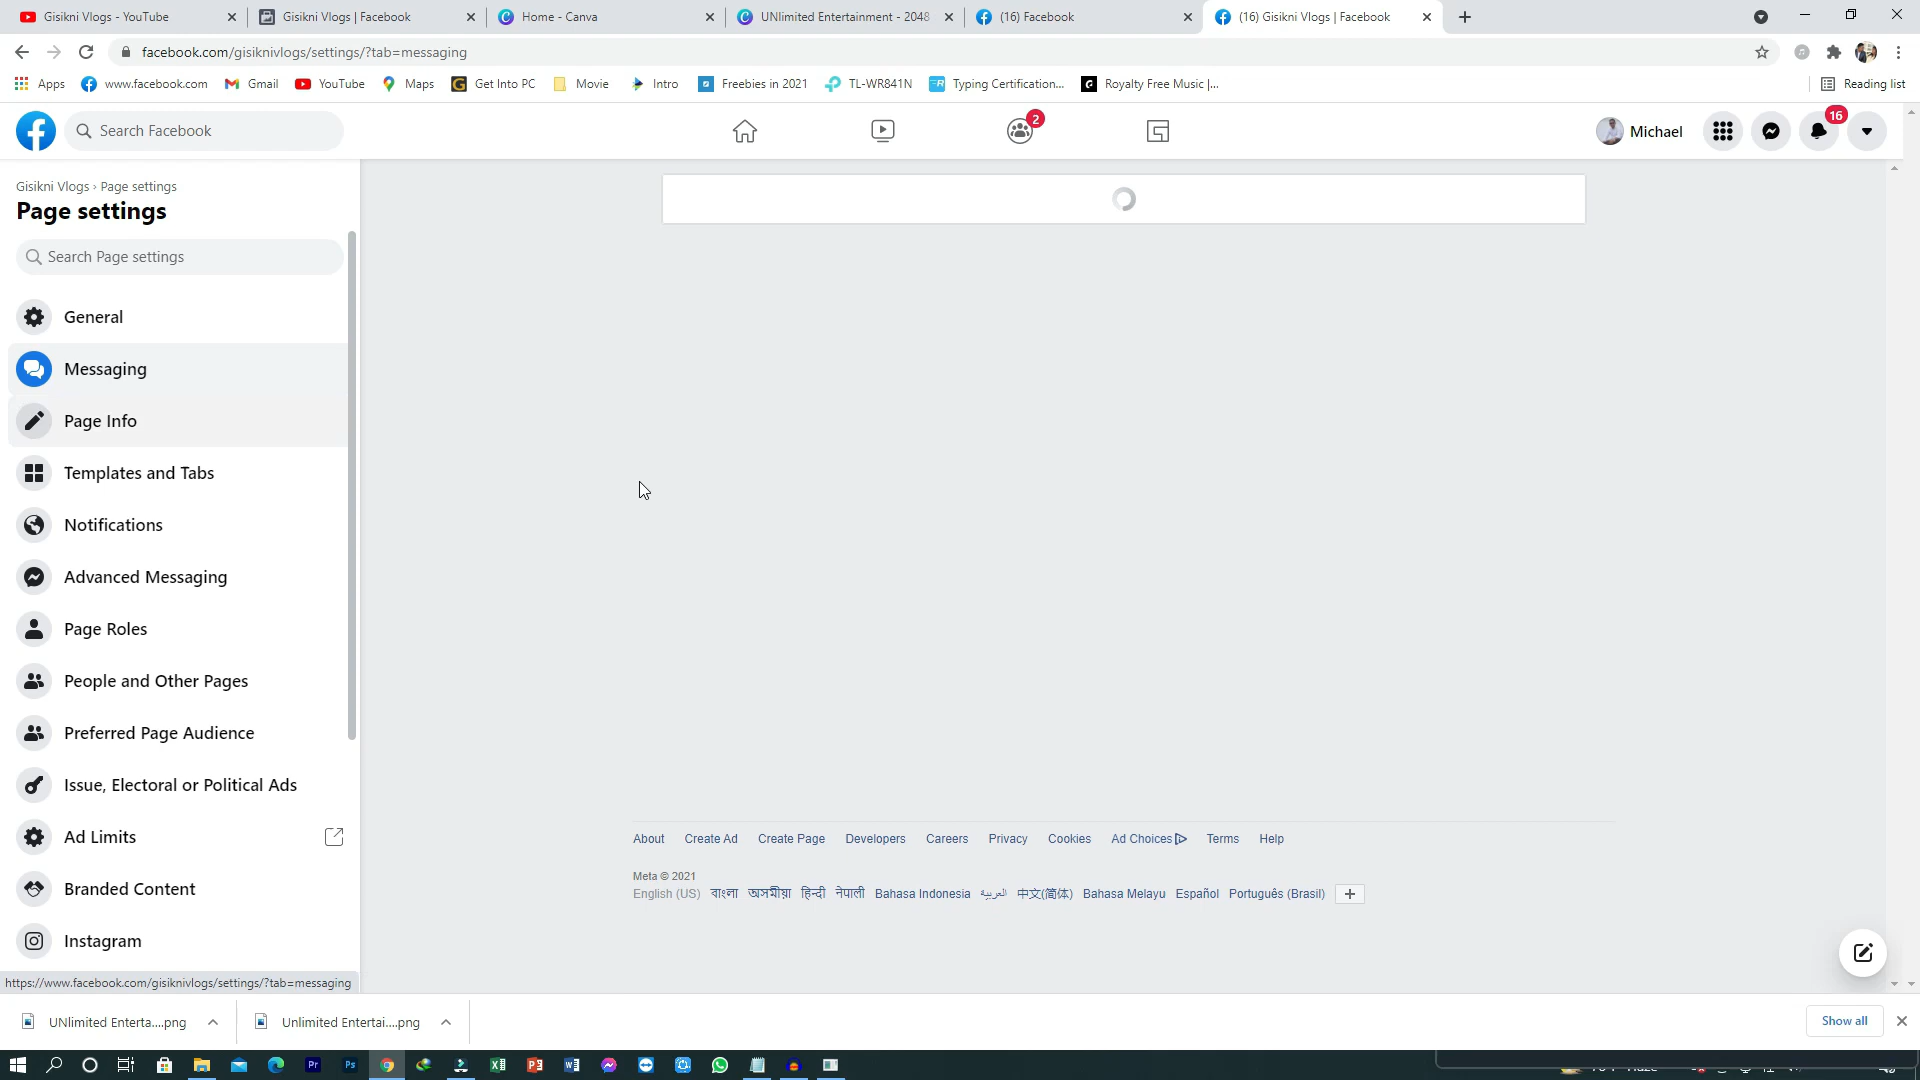 Gisikni Vlogs - YouTube
Gisikni Vlogs | Facebook
Home - Canva
UNlimited Entertainment - 2048
(16) Facebook
(16) Gisikni Vlogs | Facebook
facebook.com/gisiknivlogs/settings/?tab=messaging
Apps www.facebook.com Gmail YouTube Maps Get Into PC Movie Intro Freebies in 2021 TL-WR841N Typing Certification... Royalty Free Music |... Reading list
Search Facebook
2
Michael
16
Gisikni Vlogs › Page settings
Page settings
Search Page settings
General
Messaging
Page Info
Templates and Tabs
Notifications
Advanced Messaging
Page Roles
People and Other Pages
Preferred Page Audience
Issue, Electoral or Political Ads
Ad Limits
Branded Content
Instagram
About Create Ad Create Page Developers Careers Privacy Cookies Ad Choices Terms Help
Meta © 2021
English (US) বাংলা অসমীয়া हिन्दी नेपाली Bahasa Indonesia العربية 中文(简体) Bahasa Melayu Español Português (Brasil)
https://www.facebook.com/gisiknivlogs/settings/?tab=messaging
UNlimited Enterta....png
Unlimited Entertai....png
Show all